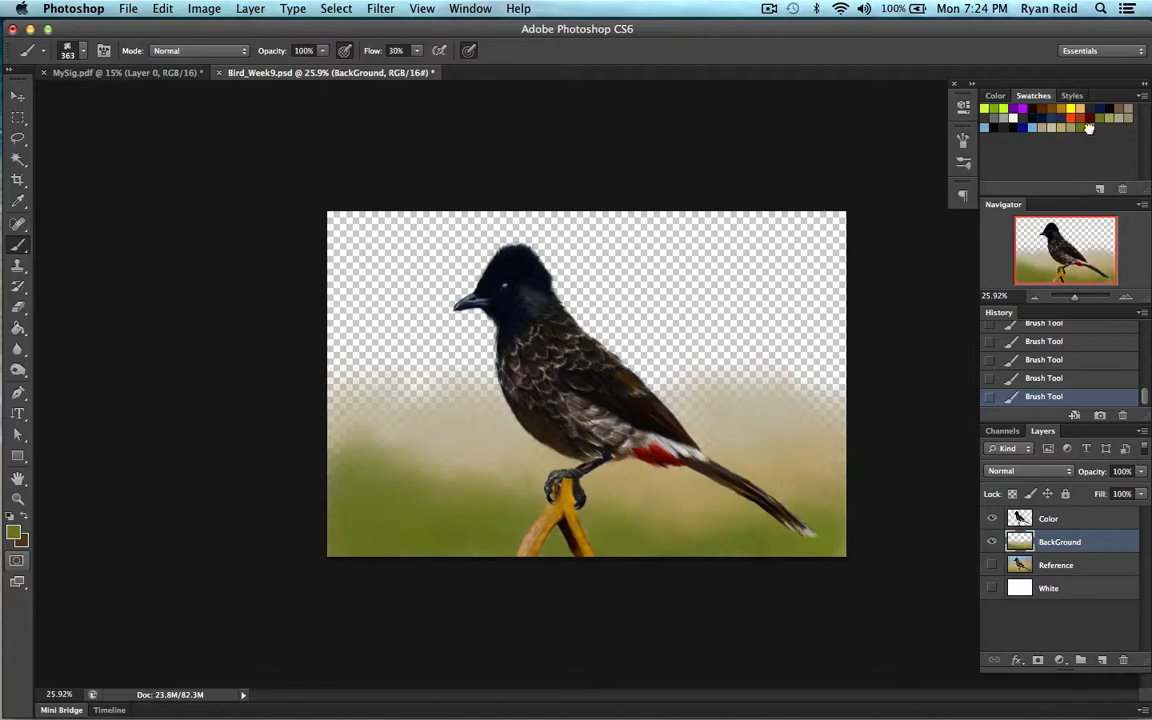 Photoshop File Edit Image Layer Type Select Filter View Window Help 100% Mon 7:24 PM Ryan Reid
Adobe Photoshop CS6
363 Mode: Normal Opacity: 100% Flow: 30% Essentials
MySig.pdf @ 15% (Layer 0, RGB/16) * Bird_Week9.psd @ 25.9% (BackGround, RGB/16#) *
Color Swatches Styles
Navigator
25.92%
History
Brush Tool
Brush Tool
Brush Tool
Brush Tool
Brush Tool
Channels Layers
Kind
Normal Opacity: 100%
Lock: Fill: 100%
Color
BackGround
Reference
White
25.92% Doc: 23.8M/82.3M
Mini Bridge Timeline